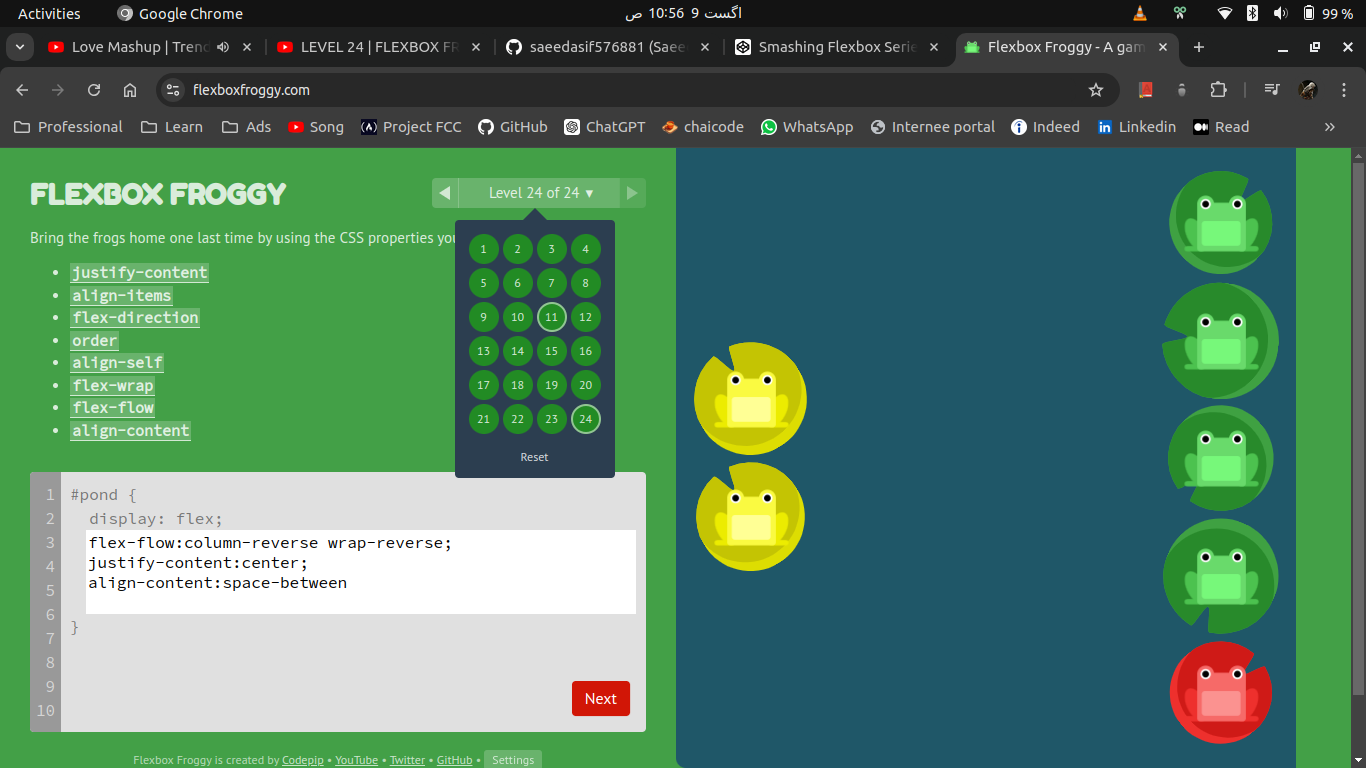 Activities Google Chrome اگست 9 10:56 ص 99 %
Love Mashup | Trend LEVEL 24 | FLEXBOX FR saeedasif576881 (Saee Smashing Flexbox Serie Flexbox Froggy - A gam
flexboxfroggy.com
Professional Learn Ads Song Project FCC GitHub ChatGPT chaicode WhatsApp Internee portal Indeed Linkedin Read
FLEXBOX FROGGY
Level 24 of 24 ▼
Bring the frogs home one last time by using the CSS properties you
justify-content
align-items
flex-direction
order
align-self
flex-wrap
flex-flow
align-content
1 2 3 4
5 6 7 8
9 10 11 12
13 14 15 16
17 18 19 20
21 22 23 24
Reset
1 #pond {
2 display: flex;
3 flex-flow:column-reverse wrap-reverse;
4 justify-content:center;
5 align-content:space-between
6
7 }
8
9
10
Next
Flexbox Froggy is created by Codepip • YouTube • Twitter • GitHub • Settings